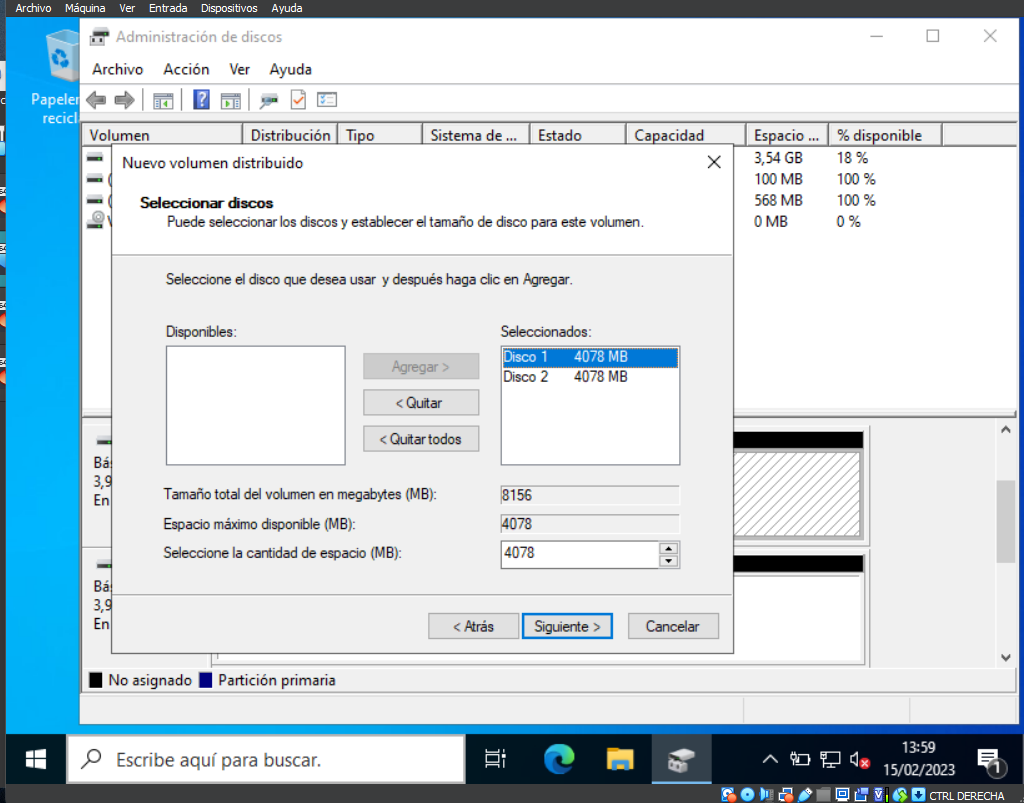 Archivo Máquina Ver Entrada Dispositivos Ayuda
Administración de discos
Archivo Acción Ver Ayuda
Volumen Distribución Tipo Sistema de ... Estado Capacidad Espacio ... % disponible
3,54 GB 18 %
100 MB 100 %
568 MB 100 %
0 MB 0 %
Nuevo volumen distribuido
Seleccionar discos
Puede seleccionar los discos y establecer el tamaño de disco para este volumen.
Seleccione el disco que desea usar y después haga clic en Agregar.
Disponibles:
Seleccionados:
Agregar >
< Quitar
< Quitar todos
Disco 1 4078 MB
Disco 2 4078 MB
Tamaño total del volumen en megabytes (MB): 8156
Espacio máximo disponible (MB): 4078
Seleccione la cantidad de espacio (MB): 4078
< Atrás Siguiente > Cancelar
Bás
3,9
En
Bás
3,9
En
No asignado Partición primaria
Papeler
recicl
Escribe aquí para buscar.
13:59
15/02/2023
1
CTRL DERECHA